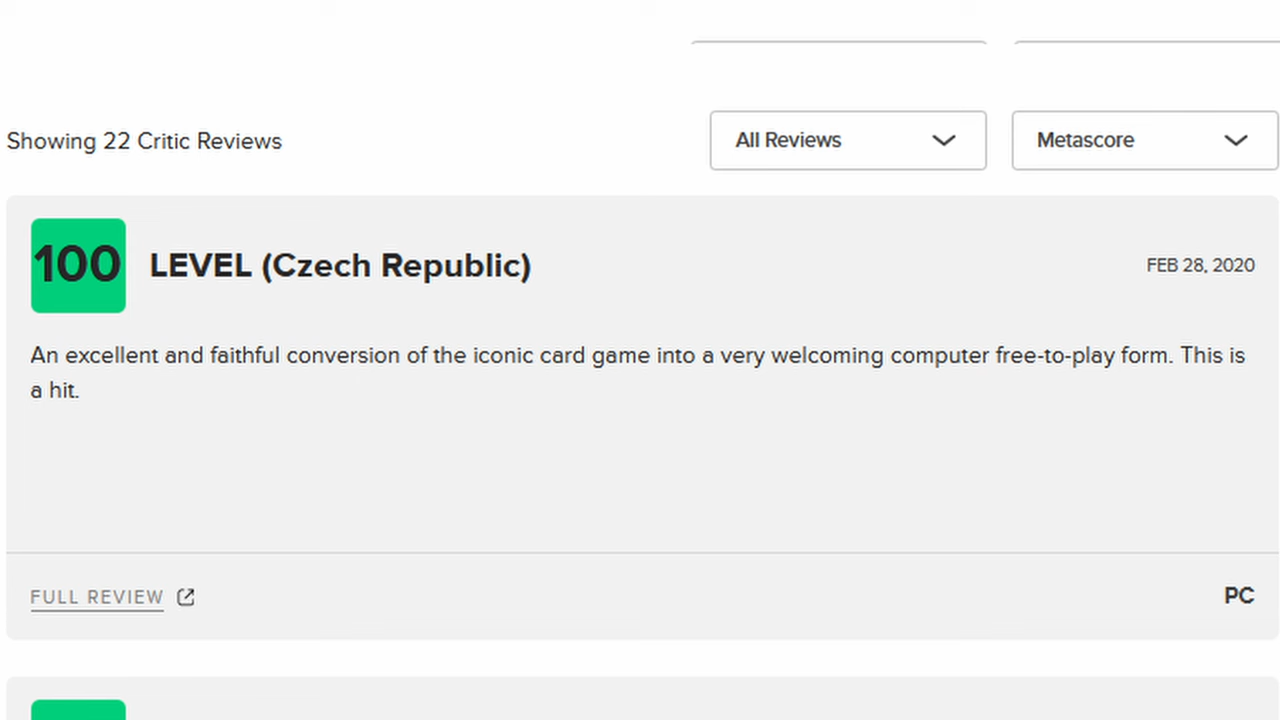 Showing 22 Critic Reviews
All Reviews
Metascore
100
LEVEL (Czech Republic)
FEB 28, 2020
An excellent and faithful conversion of the iconic card game into a very welcoming computer free-to-play form. This is
a hit.
FULL REVIEW
PC